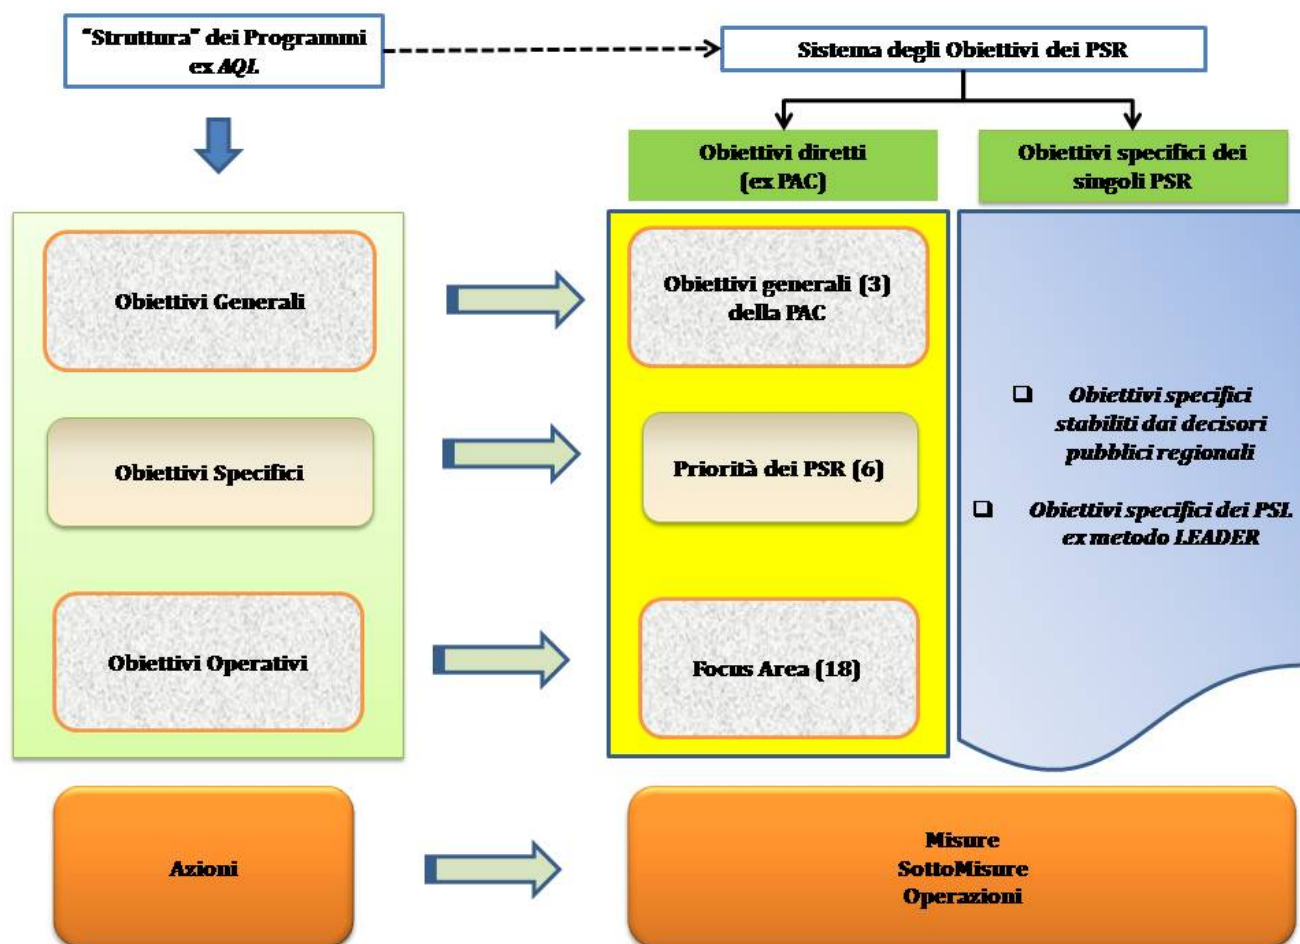 "Struttura" dei Programmi
ex AQL
Sistema degli Obiettivi dei PSR
Obiettivi diretti
(ex PAC)
Obiettivi specifici dei
singoli PSR
Obiettivi Generali
Obiettivi generali (3)
della PAC
Obiettivi Specifici
Priorità dei PSR (6)
❑ Obiettivi specifici
stabiliti dai decisori
pubblici regionali
❑ Obiettivi specifici dei PSL
ex metodo LEADER
Obiettivi Operativi
Focus Area (18)
Azioni
Misure
SottoMisure
Operazioni